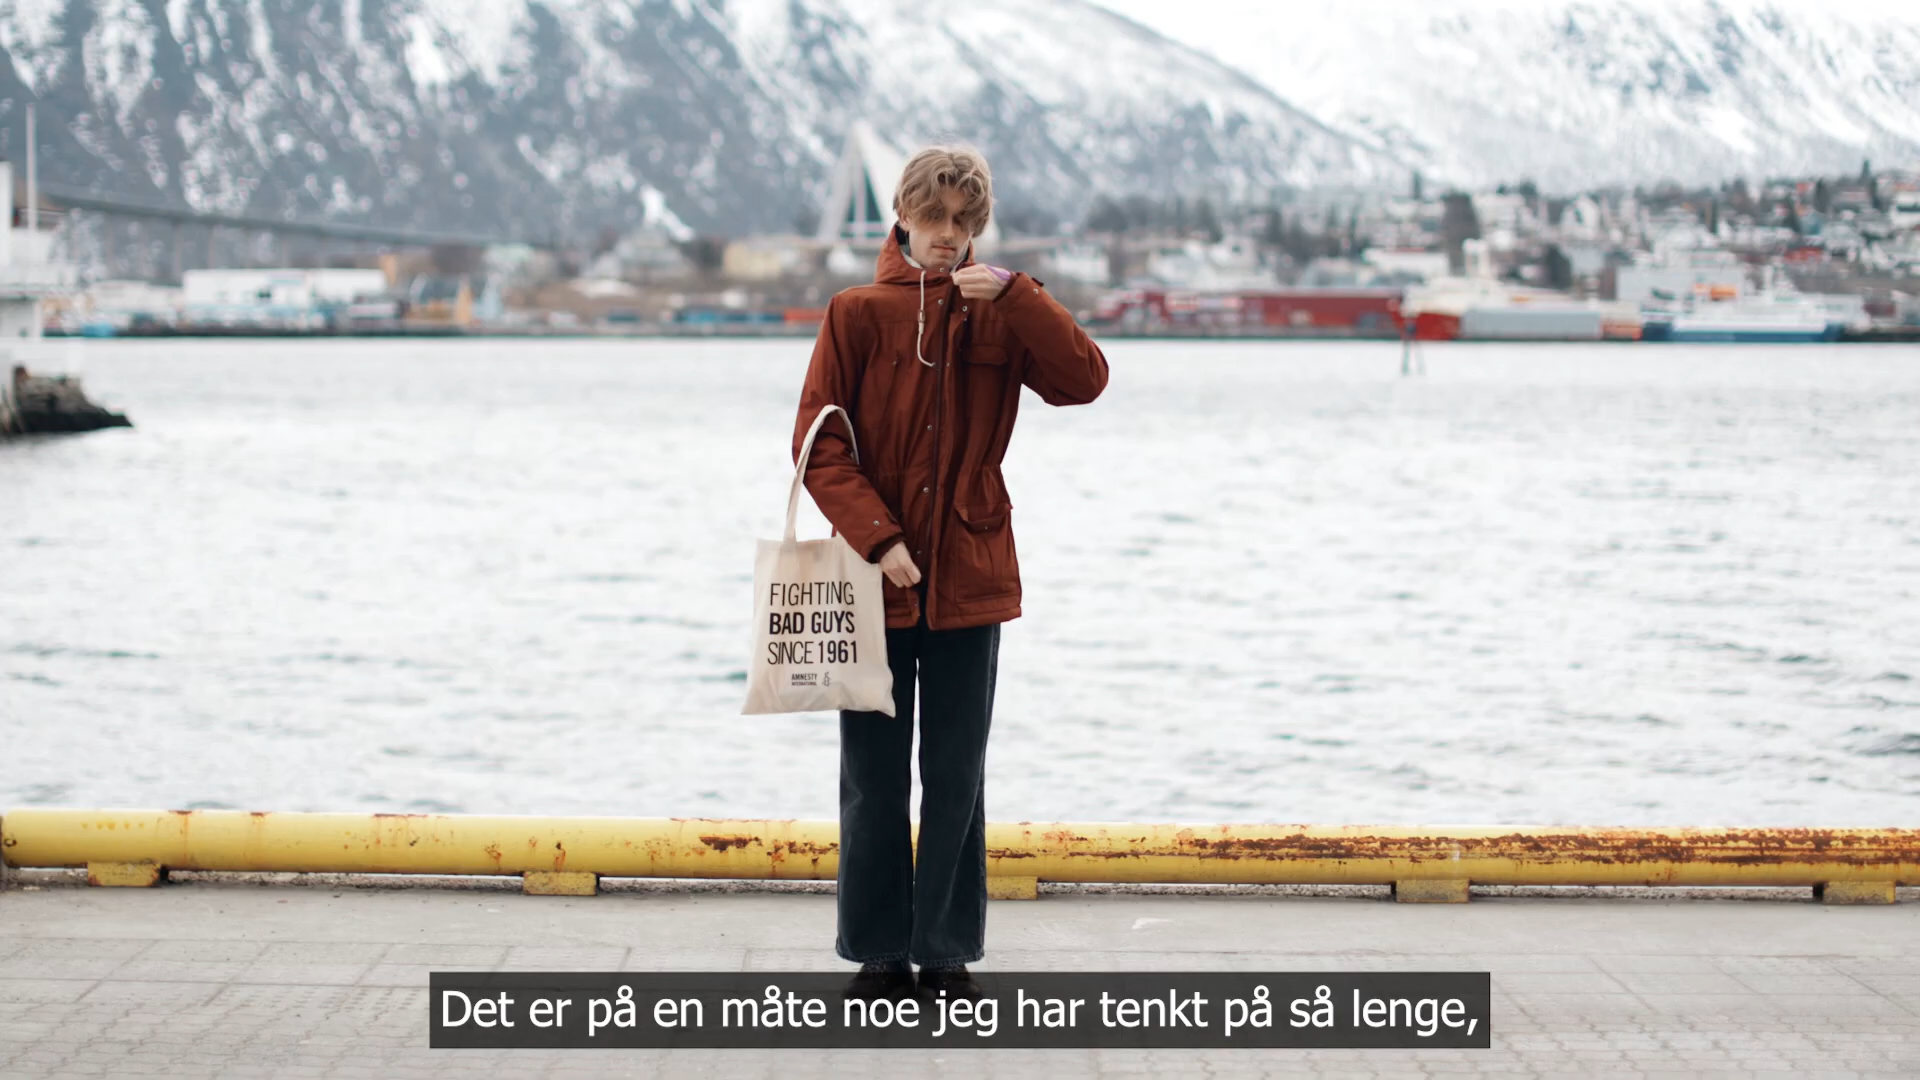 FIGHTING
BAD GUYS
SINCE 1961
AMNESTY
INTERNATIONAL
Det er på en måte noe jeg har tenkt på så lenge,